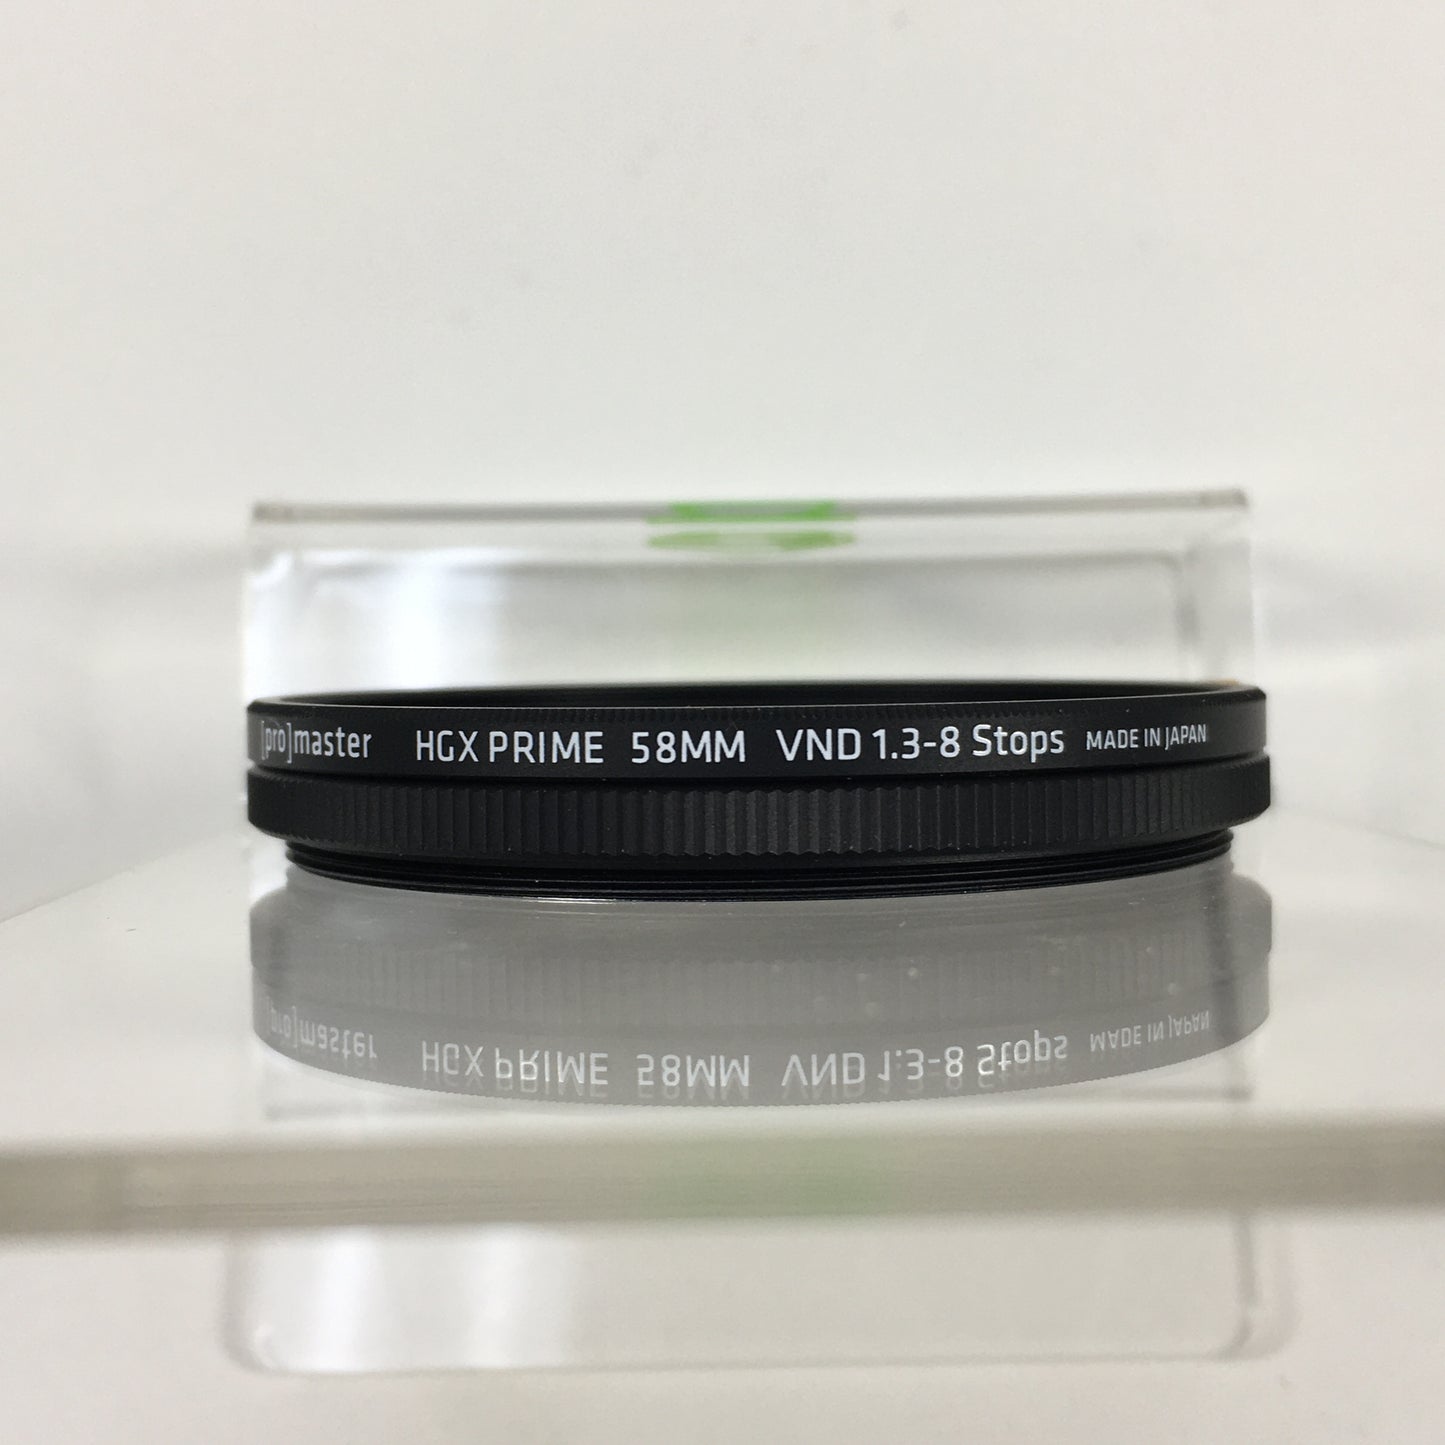 [pro]master HGX PRIME 58MM VND 1.3-8 Stops MADE IN JAPAN